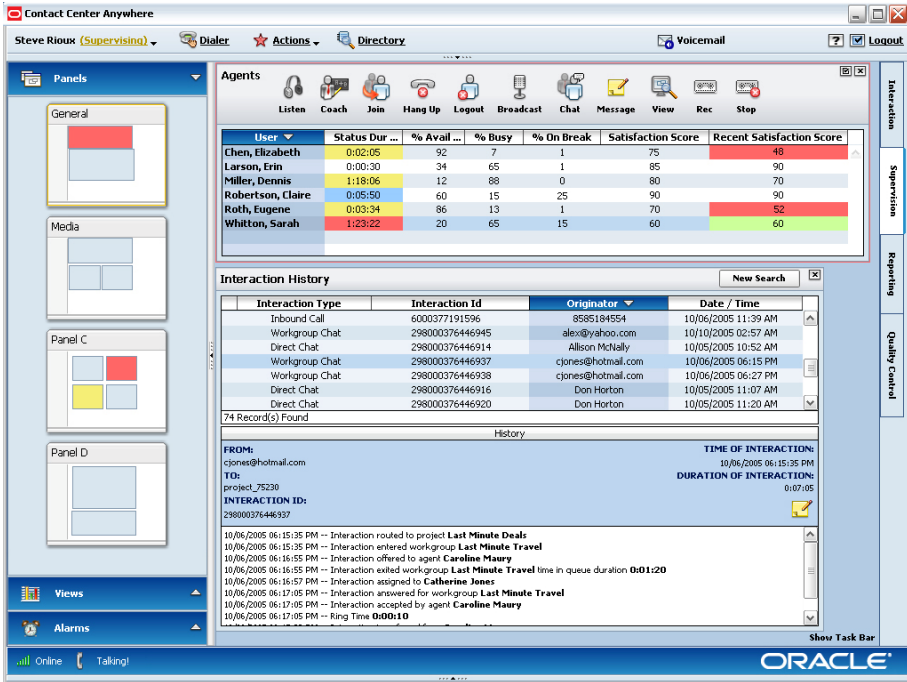 Contact Center Anywhere
Steve Rioux (Supervising) Dialer Actions Directory Voicemail ? Logout
Panels
General
Media
Panel C
Panel D
Views
Alarms
Agents
Listen Coach Join Hang Up Logout Broadcast Chat Message View Rec Stop
User Status Dur ... % Avail ... % Busy % On Break Satisfaction Score Recent Satisfaction Score
Chen, Elizabeth 0:02:05 92 7 1 75 48
Larson, Erin 0:00:30 34 65 1 85 90
Miller, Dennis 1:18:06 12 88 0 80 70
Robertson, Claire 0:05:50 60 15 25 90 90
Roth, Eugene 0:03:34 86 13 1 70 52
Whitton, Sarah 1:23:22 20 65 15 60 60
Interaction History New Search
Interaction Type Interaction Id Originator Date / Time
Inbound Call 6000377191596 8585184554 10/06/2005 11:39 AM
Workgroup Chat 298000376446945 alex@yahoo.com 10/10/2005 02:57 AM
Direct Chat 298000376446914 Allison McNally 10/05/2005 10:52 AM
Workgroup Chat 298000376446937 cjones@hotmail.com 10/06/2005 06:15 PM
Workgroup Chat 298000376446938 cjones@hotmail.com 10/06/2005 06:27 PM
Direct Chat 298000376446916 Don Horton 10/05/2005 11:07 AM
Direct Chat 298000376446920 Don Horton 10/05/2005 11:20 AM
74 Record(s) Found
History
FROM: TIME OF INTERACTION:
cjones@hotmail.com 10/06/2005 06:15:35 PM
TO: DURATION OF INTERACTION:
project_75230 0:07:05
INTERACTION ID:
298000376446937
10/06/2005 06:15:35 PM -- Interaction routed to project Last Minute Deals
10/06/2005 06:15:35 PM -- Interaction entered workgroup Last Minute Travel
10/06/2005 06:16:55 PM -- Interaction offered to agent Caroline Maury
10/06/2005 06:16:55 PM -- Interaction exited workgroup Last Minute Travel time in queue duration 0:01:20
10/06/2005 06:16:57 PM -- Interaction assigned to Catherine Jones
10/06/2005 06:17:05 PM -- Interaction answered for workgroup Last Minute Travel
10/06/2005 06:17:05 PM -- Interaction accepted by agent Caroline Maury
10/06/2005 06:17:05 PM -- Ring Time 0:00:10
Interaction
Supervision
Reporting
Quality Control
Show Task Bar
Online Talking!
ORACLE